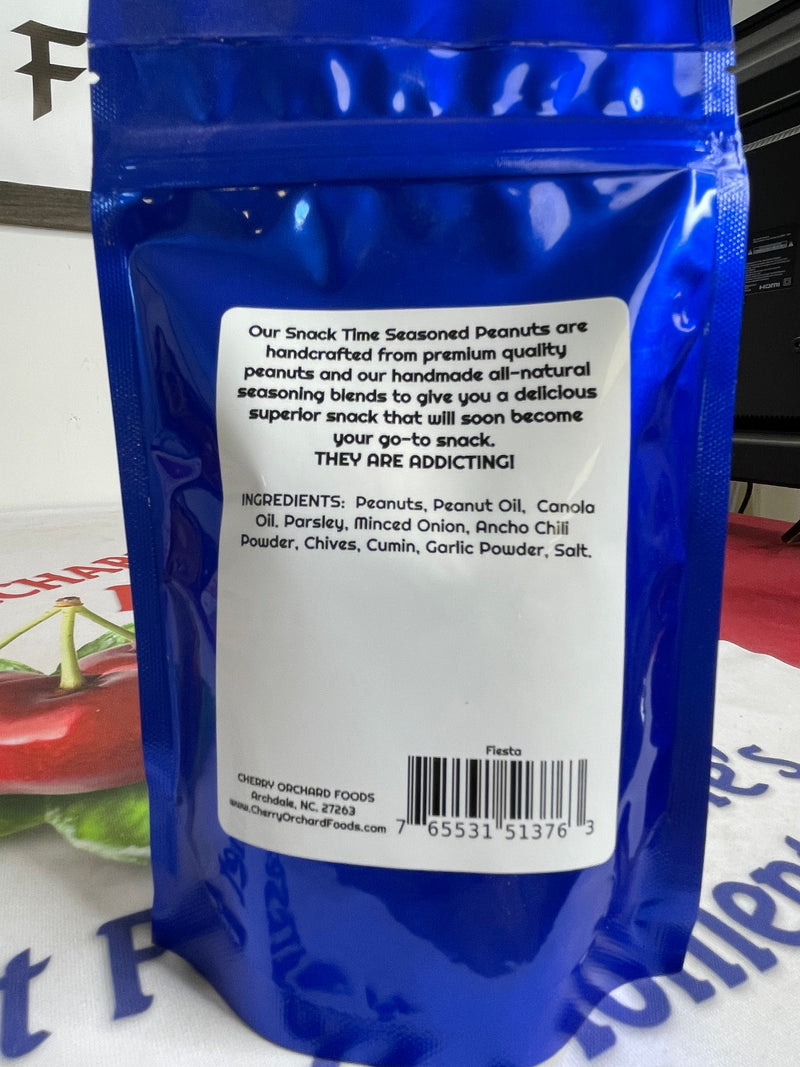 F
Our Snack Time Seasoned Peanuts are
handcrafted from premium quality
peanuts and our handmade all-natural
seasoning blends to give you a delicious
superior snack that will soon become
your go-to snack.
THEY ARE ADDICTING!
INGREDIENTS: Peanuts, Peanut Oil, Canola
Oil, Parsley, Minced Onion, Ancho Chili
Powder, Chives, Cumin, Garlic Powder, Salt.
Fiesta
CHERRY ORCHARD FOODS
Archdale, NC. 27263
www.CherryOrchardFoods.com
7 65531 51376 3
HDMI